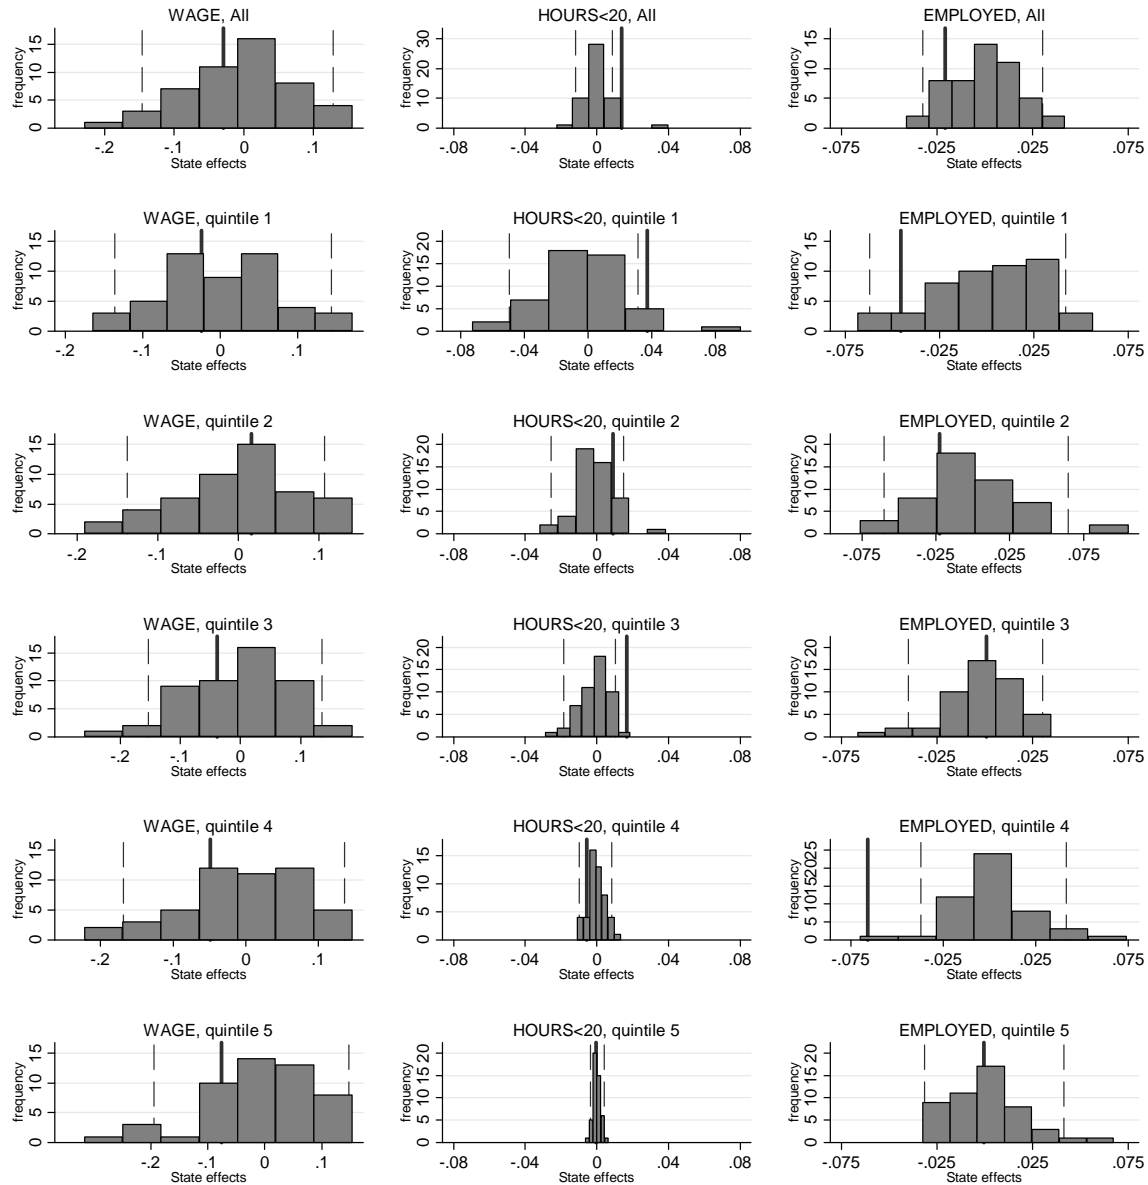 WAGE, All
frequency
0 5 10 15
-.2 -.1 0 .1
State effects
HOURS<20, All
frequency
0 10 20 30
-.08 -.04 0 .04 .08
State effects
EMPLOYED, All
frequency
0 5 10 15
-.075 -.025 .025 .075
State effects
WAGE, quintile 1
frequency
0 5 10 15
-.2 -.1 0 .1
State effects
HOURS<20, quintile 1
frequency
0 5 10 15 20
-.08 -.04 0 .04 .08
State effects
EMPLOYED, quintile 1
frequency
0 5 10 15
-.075 -.025 .025 .075
State effects
WAGE, quintile 2
frequency
0 5 10 15
-.2 -.1 0 .1
State effects
HOURS<20, quintile 2
frequency
0 5 10 15 20
-.08 -.04 0 .04 .08
State effects
EMPLOYED, quintile 2
frequency
0 5 10 15 20
-.075 -.025 .025 .075
State effects
WAGE, quintile 3
frequency
0 5 10 15
-.2 -.1 0 .1
State effects
HOURS<20, quintile 3
frequency
0 5 10 15 20
-.08 -.04 0 .04 .08
State effects
EMPLOYED, quintile 3
frequency
0 5 10 15 20
-.075 -.025 .025 .075
State effects
WAGE, quintile 4
frequency
0 5 10 15
-.2 -.1 0 .1
State effects
HOURS<20, quintile 4
frequency
0 5 10 15
-.08 -.04 0 .04 .08
State effects
EMPLOYED, quintile 4
frequency
0 5 10 15 20 25
-.075 -.025 .025 .075
State effects
WAGE, quintile 5
frequency
0 5 10 15
-.2 -.1 0 .1
State effects
HOURS<20, quintile 5
frequency
0 5 10 15 20
-.08 -.04 0 .04 .08
State effects
EMPLOYED, quintile 5
frequency
0 5 10 15 20
-.075 -.025 .025 .075
State effects